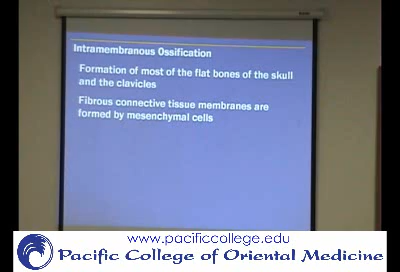 Intramembranous Ossification
Formation of most of the flat bones of the skull
and the clavicles
Fibrous connective tissue membranes are
formed by mesenchymal cells
www.pacificcollege.edu
Pacific College of Oriental Medicine